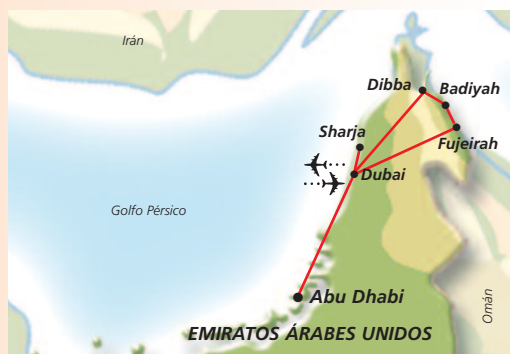 Irán
Dibba
Badiyah
Sharja
Fujeirah
Dubai
Golfo Pérsico
Abu Dhabi
Omán
EMIRATOS ÁRABES UNIDOS